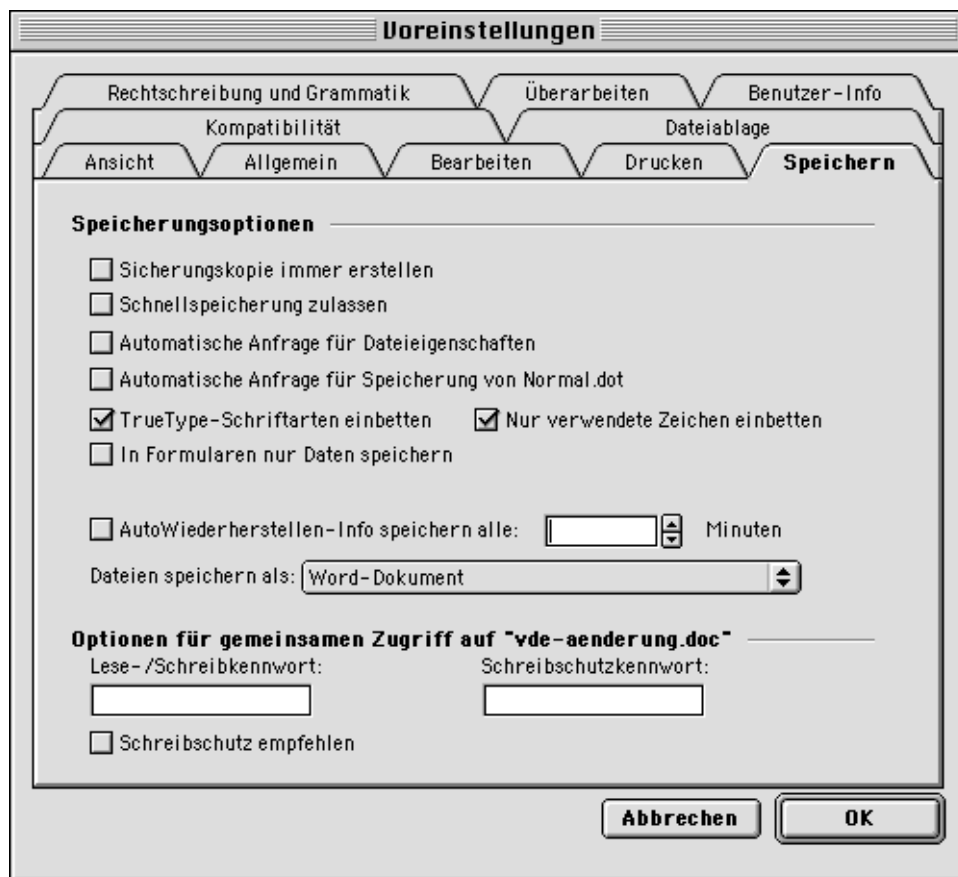 Voreinstellungen
Rechtschreibung und Grammatik Überarbeiten Benutzer-Info
Kompatibilität Dateiablage
Ansicht Allgemein Bearbeiten Drucken Speichern
Speicherungsoptionen
Sicherungskopie immer erstellen
Schnellspeicherung zulassen
Automatische Anfrage für Dateieigenschaften
Automatische Anfrage für Speicherung von Normal.dot
TrueType-Schriftarten einbetten Nur verwendete Zeichen einbetten
In Formularen nur Daten speichern
AutoWiederherstellen-Info speichern alle: Minuten
Dateien speichern als: Word-Dokument
Optionen für gemeinsamen Zugriff auf "vde-aenderung.doc"
Lese-/Schreibkennwort: Schreibschutzkennwort:
Schreibschutz empfehlen
Abbrechen OK